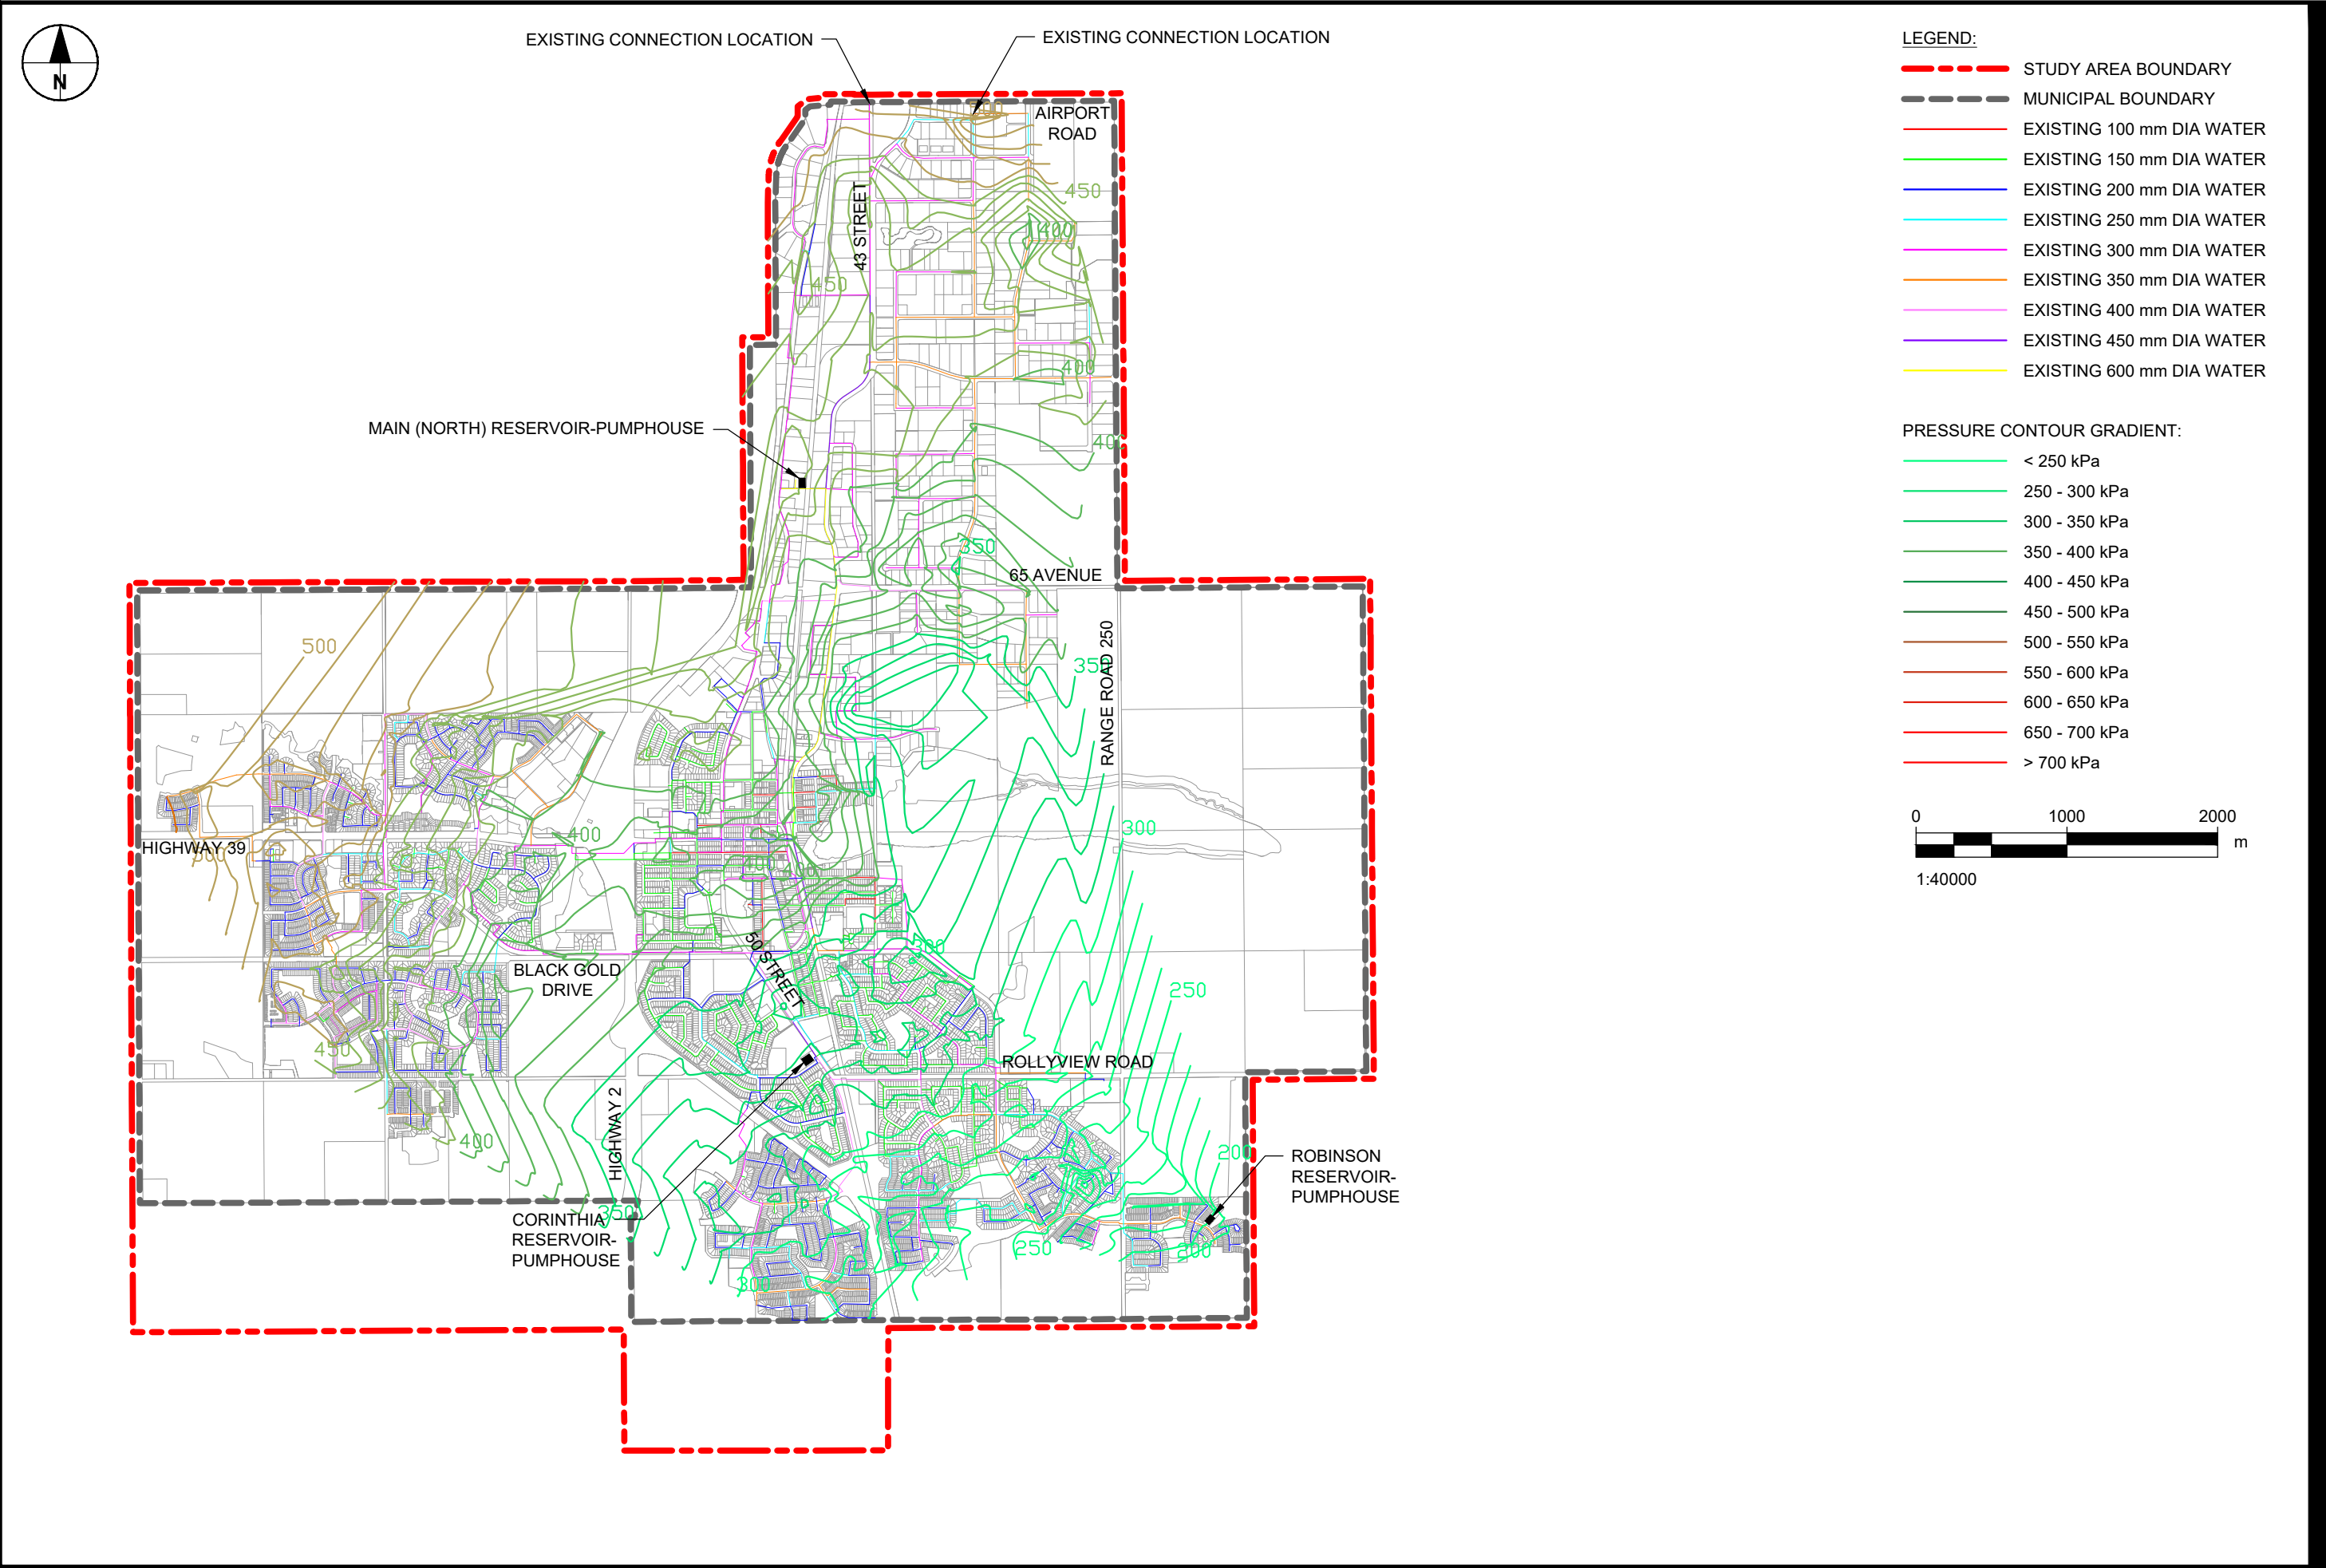 N
EXISTING CONNECTION LOCATION
EXISTING CONNECTION LOCATION
AIRPORT
ROAD
43 STREET
450
400
450
400
MAIN (NORTH) RESERVOIR-PUMPHOUSE
350
65 AVENUE
RANGE ROAD 250
500
350
400
300
HIGHWAY 39
400
300
50 STREET
BLACK GOLD
DRIVE
250
450
ROLLYVIEW ROAD
HIGHWAY 2
400
200
ROBINSON
RESERVOIR-
PUMPHOUSE
350
CORINTHIA
RESERVOIR-
PUMPHOUSE
250
200
300
LEGEND:
STUDY AREA BOUNDARY
MUNICIPAL BOUNDARY
EXISTING 100 mm DIA WATER
EXISTING 150 mm DIA WATER
EXISTING 200 mm DIA WATER
EXISTING 250 mm DIA WATER
EXISTING 300 mm DIA WATER
EXISTING 350 mm DIA WATER
EXISTING 400 mm DIA WATER
EXISTING 450 mm DIA WATER
EXISTING 600 mm DIA WATER
PRESSURE CONTOUR GRADIENT:
< 250 kPa
250 - 300 kPa
300 - 350 kPa
350 - 400 kPa
400 - 450 kPa
450 - 500 kPa
500 - 550 kPa
550 - 600 kPa
600 - 650 kPa
650 - 700 kPa
> 700 kPa
0 1000 2000
m
1:40000